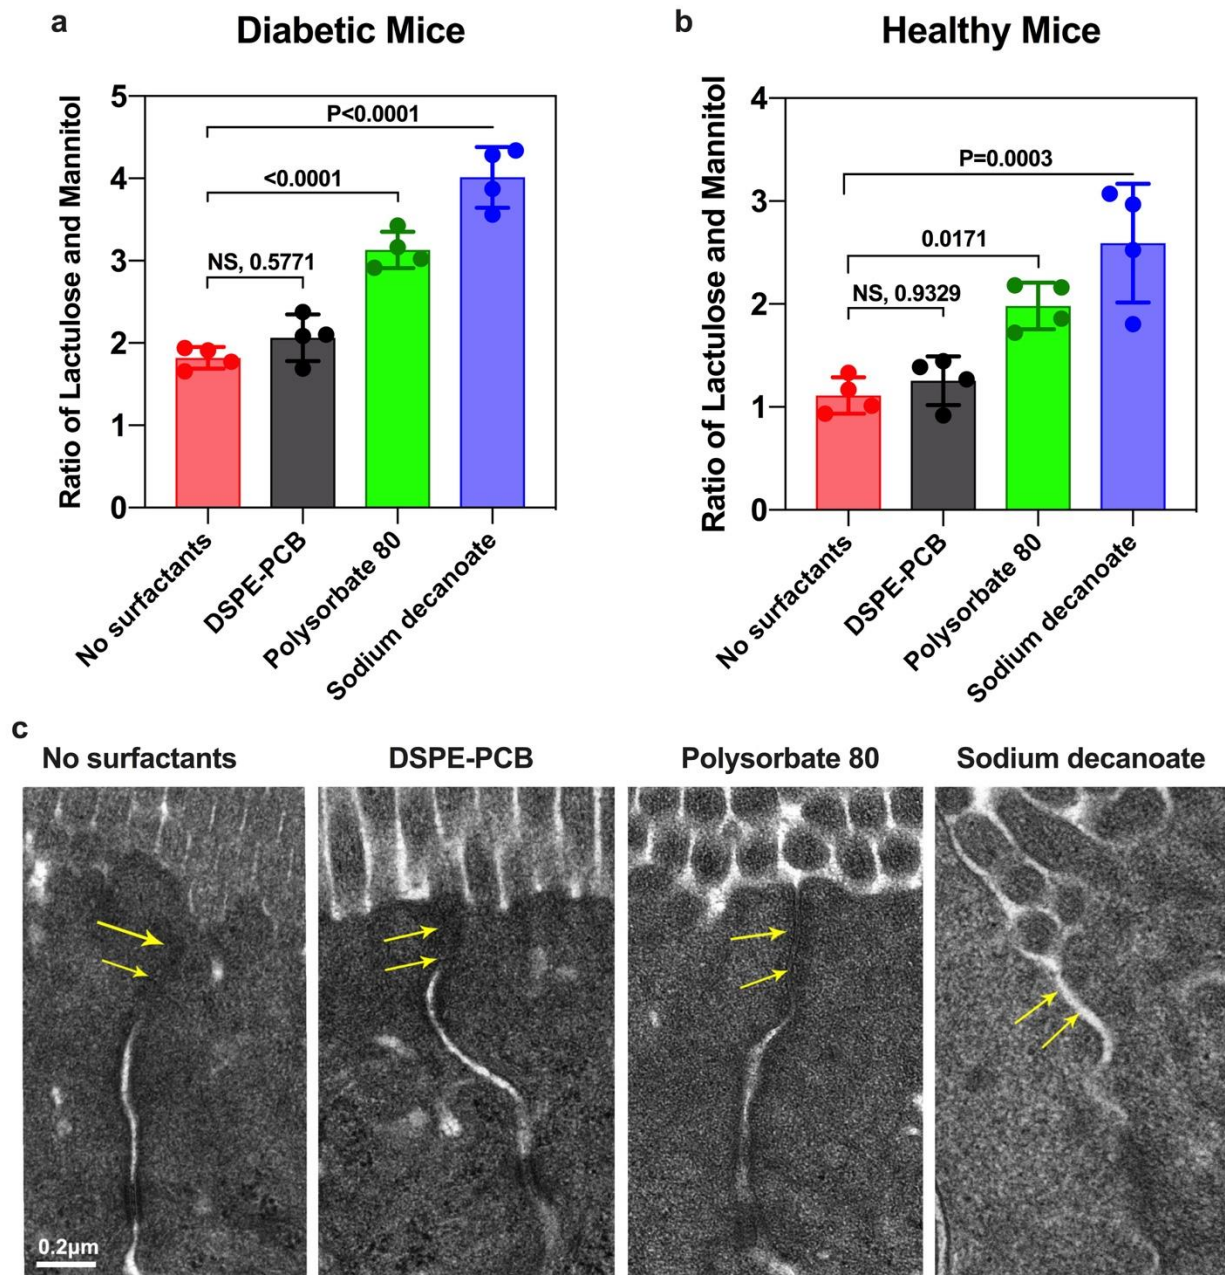 a
Diabetic Mice
Ratio of Lactulose and Mannitol
5
4
3
2
1
0
P<0.0001
<0.0001
NS, 0.5771
No surfactants
DSPE-PCB
Polysorbate 80
Sodium decanoate
b
Healthy Mice
Ratio of Lactulose and Mannitol
4
3
2
1
0
P=0.0003
0.0171
NS, 0.9329
No surfactants
DSPE-PCB
Polysorbate 80
Sodium decanoate
c
No surfactants
DSPE-PCB
Polysorbate 80
Sodium decanoate
0.2μm